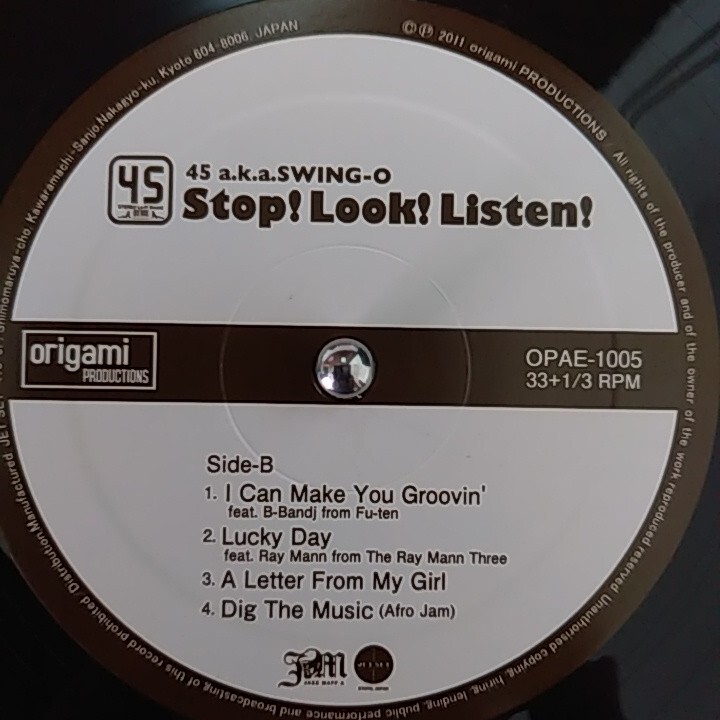 Shimomaruya-cho, Kawaramachi-Sanjo, Nakagyo-ku, Kyoto 604-8006, JAPAN
©℗ 2011 origami PRODUCTIONS / All rights of the producer and of the owner of the work reproduced reserved. Unauthorised copying, hiring, lending, public performance and broadcasting of this record prohibited. Distribution, Manufactured. JET SET
45
45 a.k.a.SWING-O
Stop! Look! Listen!
origami
PRODUCTIONS
OPAE-1005
33+1/3 RPM
Side-B
1. I Can Make You Groovin'
feat. B-Bandj from Fu-ten
2. Lucky Day
feat. Ray Mann from The Ray Mann Three
3. A Letter From My Girl
4. Dig The Music (Afro Jam)